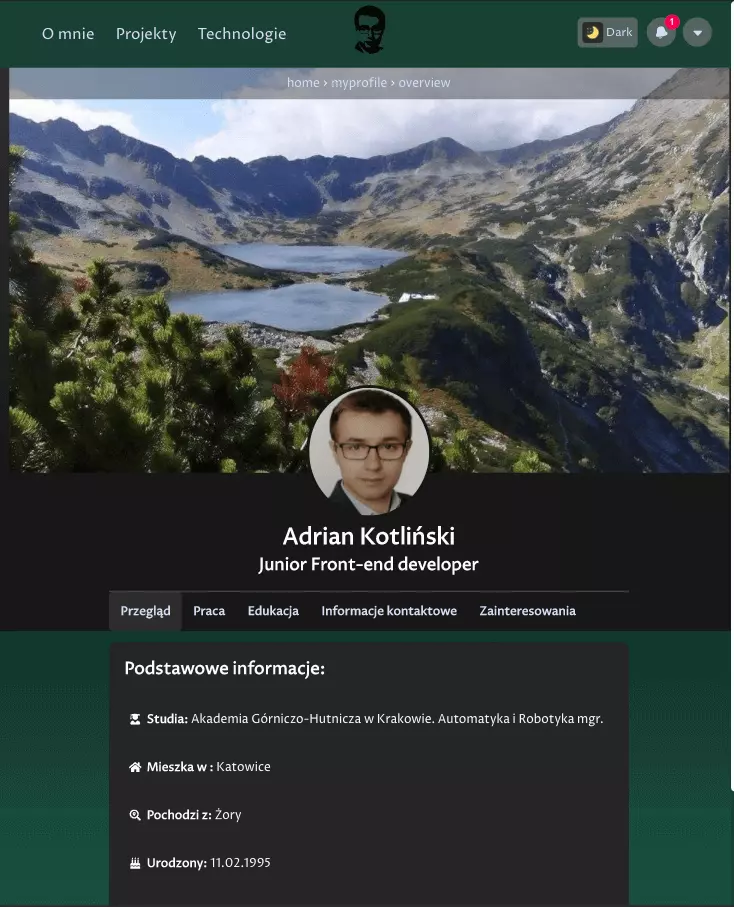 O mnie Projekty Technologie
Dark
1
home › myprofile › overview
Adrian Kotliński
Junior Front-end developer
Przegląd Praca Edukacja Informacje kontaktowe Zainteresowania
Podstawowe informacje:
Studia: Akademia Górniczo-Hutnicza w Krakowie. Automatyka i Robotyka mgr.
Mieszka w : Katowice
Pochodzi z: Żory
Urodzony: 11.02.1995